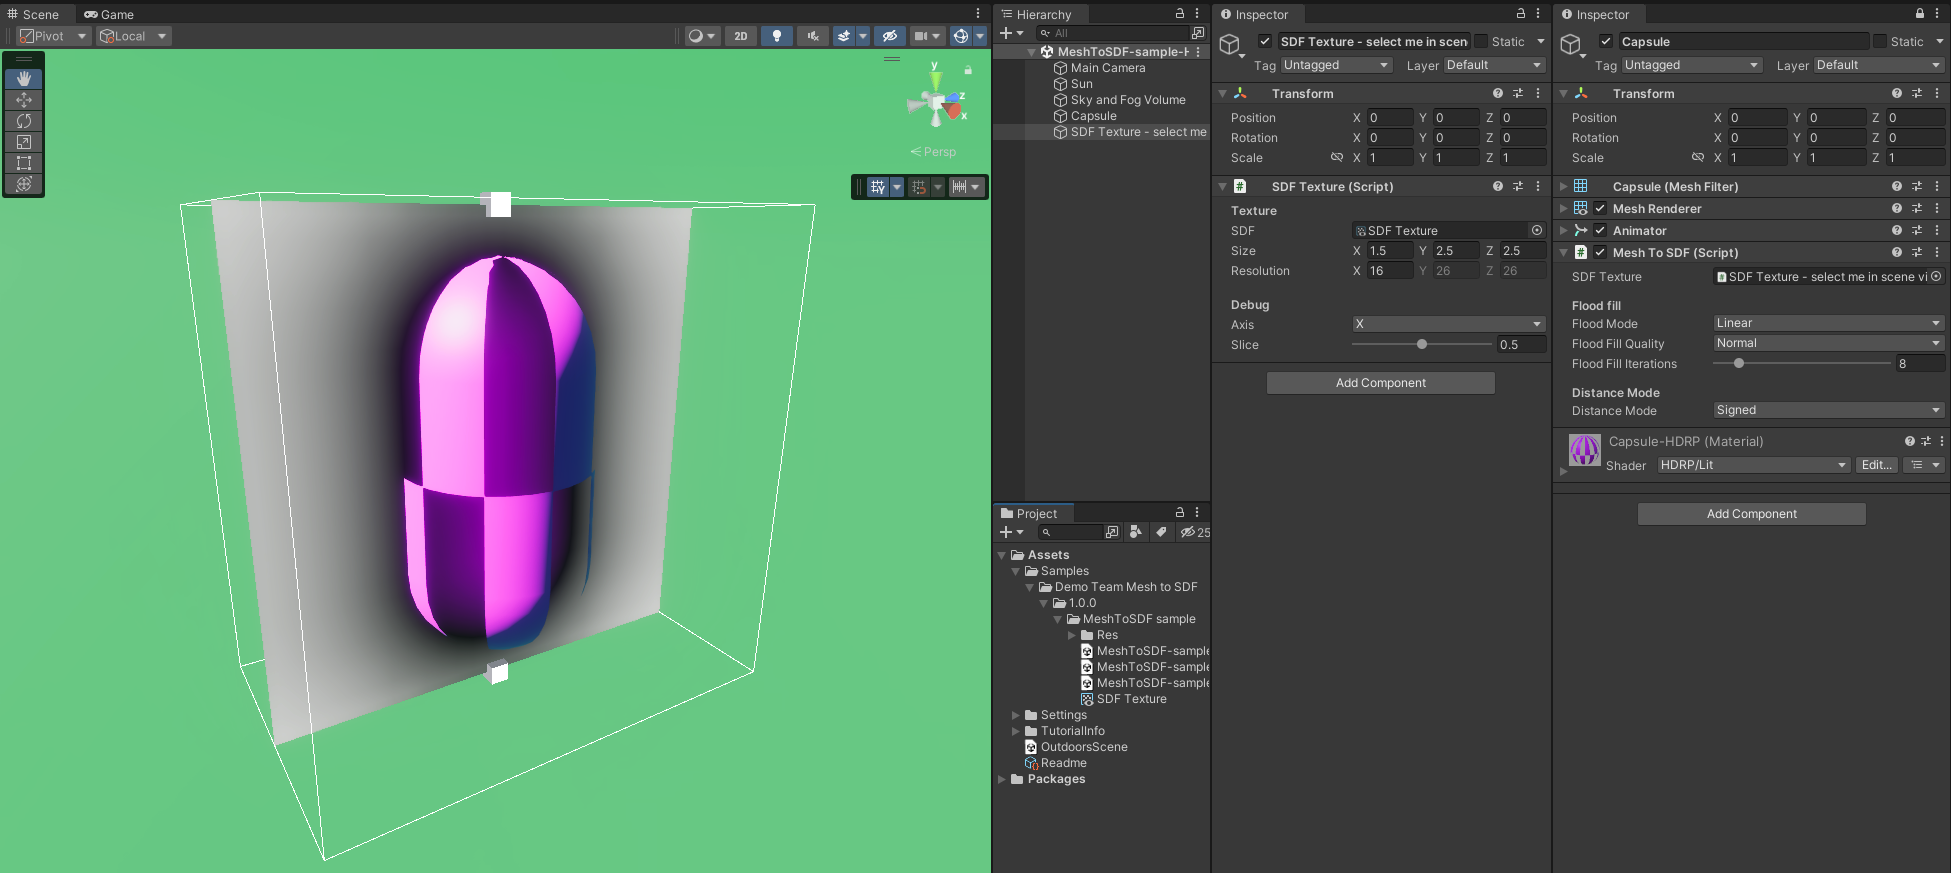 Scene
Game
Pivot
Local
2D
y
z
x
Persp
Hierarchy
All
MeshToSDF-sample-H
Main Camera
Sun
Sky and Fog Volume
Capsule
SDF Texture - select me
Project
25
Assets
Samples
Demo Team Mesh to SDF
1.0.0
MeshToSDF sample
Res
MeshToSDF-sample
MeshToSDF-sample
MeshToSDF-sample
SDF Texture
Settings
TutorialInfo
OutdoorsScene
Readme
Packages
Inspector
SDF Texture - select me in scen
Static
Tag Untagged Layer Default
Transform
Position X 0 Y 0 Z 0
Rotation X 0 Y 0 Z 0
Scale X 1 Y 1 Z 1
SDF Texture (Script)
Texture
SDF SDF Texture
Size X 1.5 Y 2.5 Z 2.5
Resolution X 16 Y 26 Z 26
Debug
Axis X
Slice 0.5
Add Component
Inspector
Capsule Static
Tag Untagged Layer Default
Transform
Position X 0 Y 0 Z 0
Rotation X 0 Y 0 Z 0
Scale X 1 Y 1 Z 1
Capsule (Mesh Filter)
Mesh Renderer
Animator
Mesh To SDF (Script)
SDF Texture SDF Texture - select me in scene vi
Flood fill
Flood Mode Linear
Flood Fill Quality Normal
Flood Fill Iterations 8
Distance Mode
Distance Mode Signed
Capsule-HDRP (Material)
Shader HDRP/Lit Edit...
Add Component